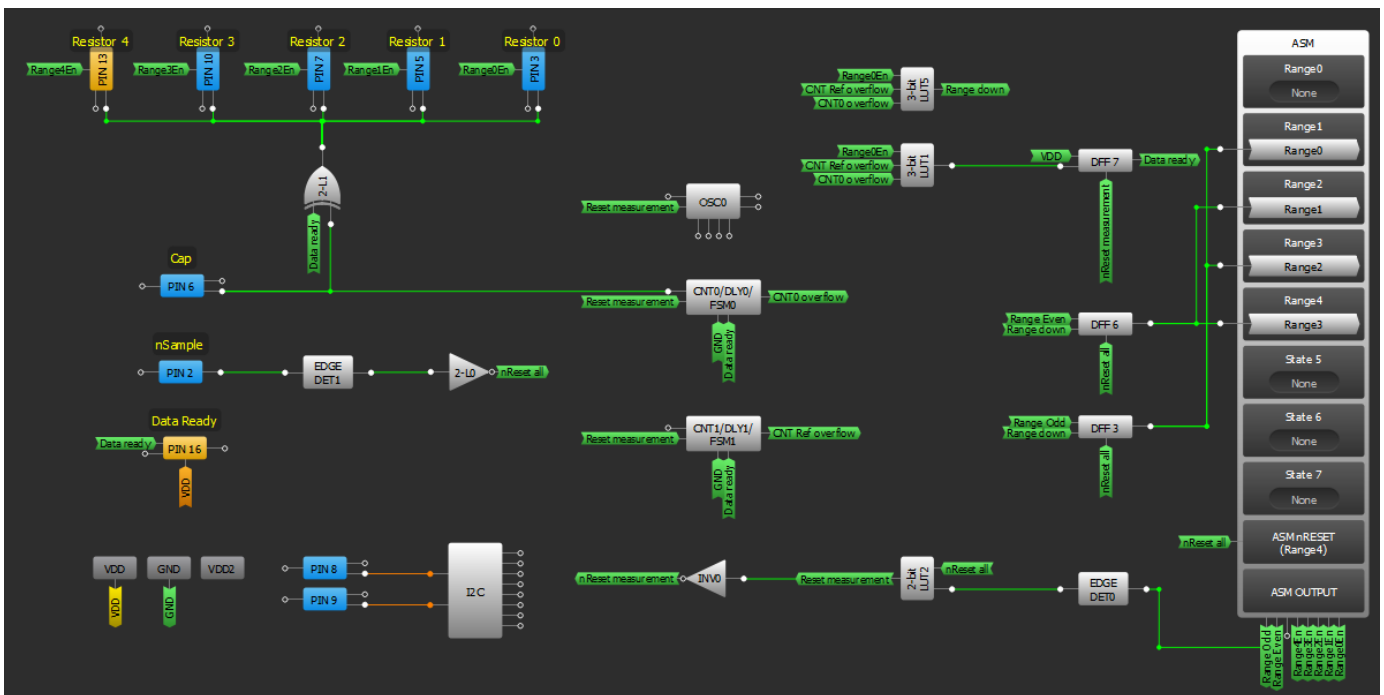 Resistor 4
Resistor 3
Resistor 2
Resistor 1
Resistor 0
Range4En
PIN 13
Range3En
PIN 10
Range2En
PIN 7
Range1En
PIN 5
Range0En
PIN 3
2-L1
Data ready
Cap
PIN 6
nSample
PIN 2
EDGE
DET1
2-L0
nReset all
Data Ready
Data ready
PIN 16
VDD
VDD
GND
VDD2
VDD
GND
PIN 8
PIN 9
I2C
Reset measurement
OSC0
Reset measurement
CNT0/DLY0/
FSM0
CNT0 overflow
GND
Data ready
Reset measurement
CNT1/DLY1/
FSM1
CNT Ref overflow
GND
Data ready
nReset measurement
INV0
Reset measurement
2-bit
LUT2
nReset all
EDGE
DET0
Range0En
CNT Ref overflow
CNT0 overflow
3-bit
LUT5
Range down
Range0En
CNT Ref overflow
CNT0 overflow
3-bit
LUT1
VDD
DFF 7
Data ready
nReset measurement
Range Even
Range down
DFF 6
nReset all
Range Odd
Range down
DFF 3
nReset all
ASM
Range0
None
Range1
Range0
Range2
Range1
Range3
Range2
Range4
Range3
State 5
None
State 6
None
State 7
None
nReset all
ASM nRESET
(Range4)
ASM OUTPUT
Range Odd
Range Even
Range4En
Range3En
Range2En
Range1En
Range0En